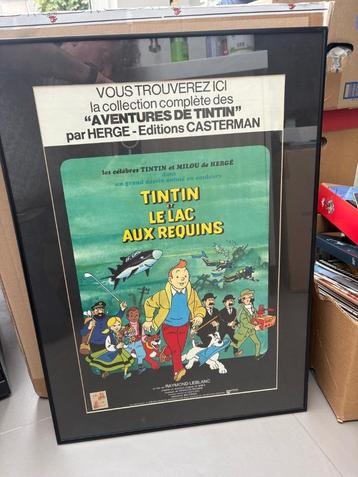 VOUS TROUVEREZ ICI
la collection complète des
“AVENTURES DE TINTIN”
par HERGE - Editions CASTERMAN
les célèbres TINTIN et MILOU de HERGÉ
dans
un grand dessin animé en couleurs
TINTIN
ET
LE LAC
AUX REQUINS
RAYMOND LEBLANC